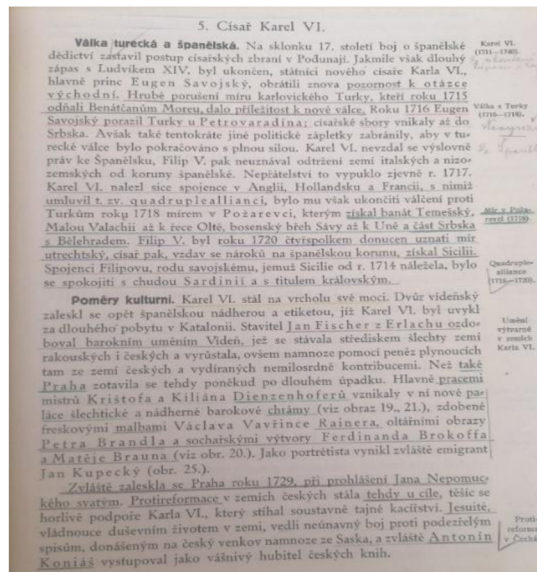 5. Císař Karel VI.
Válka turecká a španělská. Na sklonku 17. století boj o španělské
dědictví zastavil postup císařských zbraní v Podunají. Jakmile však dlouhý
zápas s Ludvíkem XIV. byl ukončen, státníci nového císaře Karla VI.,
hlavně princ Eugen Savojský, obrátili znova pozornost k otázce
východní. Hrubé porušení míru karlovického Turky, kteří roku 1715
odňali Benátčanům Moreu, dalo příležitost k nové válce. Roku 1716 Eugen
Savojský porazil Turky u Petrovaradina; císařské sbory vnikaly až do
Srbska. Avšak také tentokráte jiné politické zápletky zabránily, aby v tu-
recké válce bylo pokračováno s plnou silou. Karel VI. nevzdal se výslovně
práv ke Španělsku, Filip V. pak neuznával odtržení zemí italských a nizo-
zemských od koruny španělské. Nepřátelství to vypuklo zjevně r. 1717.
Karel VI. nalezl sice spojence v Anglii, Hollandsku a Francii, s nimiž
umluvil t. zv. quadrupleallianci, bylo mu však ukončiti válčení proti
Turkům roku 1718 mírem v Požarevci, kterým získal banát Temešský,
Malou Valachii až k řece Oltě, bosenský břeh Sávy až k Uně a část Srbska
s Bělehradem. Filip V. byl roku 1720 čtyřspolkem donucen uznati mír
utrechtský, císař pak, vzdav se nároků na španělskou korunu, získal Sicilii.
Spojenci Filipovu, rodu savojskému, jemuž Sicilie od r. 1714 náležela, bylo
se spokojiti s chudou Sardinií a s titulem královským.
Poměry kulturní. Karel VI. stál na vrcholu své moci. Dvůr vídeňský
zaleskl se opět španělskou nádherou a etiketou, jíž Karel VI. byl uvykl
za dlouhého pobytu v Katalonii. Stavitel Jan Fischer z Erlachu ozdo-
boval barokním uměním Vídeň, jež se stávala střediskem šlechty zemí
rakouských i českých a vyrůstala, ovšem namnoze pomocí peněz plynoucích
tam ze zemí českých a vydíraných nemilosrdně kontribucemi. Než také
Praha zotavila se tehdy poněkud po dlouhém úpadku. Hlavně pracemi
mistrů Krištofa a Kiliána Dienzenhoferů vznikaly v ní nové pa-
láce šlechtické a nádherné barokové chrámy (viz obraz 19., 21.), zdobené
freskovými malbami Václava Vavřince Rainera, oltářními obrazy
Petra Brandla a sochařskými výtvory Ferdinanda Brokoffa
a Matěje Brauna (viz obr. 20.). Jako portrétista vynikl zvláště emigrant
Jan Kupecký (obr. 25.).
Zvláště zaleskla se Praha roku 1729, při prohlášení Jana Nepomuc-
kého svatým. Protireformace v zemích českých stála tehdy u cíle, těšíc se
horlivé podpoře Karla VI., který stíhal soustavně tajné kacířství. Jesuité,
vládnouce duševním životem v zemi, vedli neúnavný boj proti podezřelým
spisům, donášeným na český venkov namnoze ze Saska, a zvláště Antonín
Koniáš vystupoval jako vášnivý hubitel českých knih.
Karel VI.
(1711—1740).
Válka s Turky
(1716—1718).
Mír v Poža-
revci (1718).
Quadruple-
alliance
(1718—1720).
Umění
výtvarné
v zemích
Karla VI.
Proti-
reforma
v Čechá